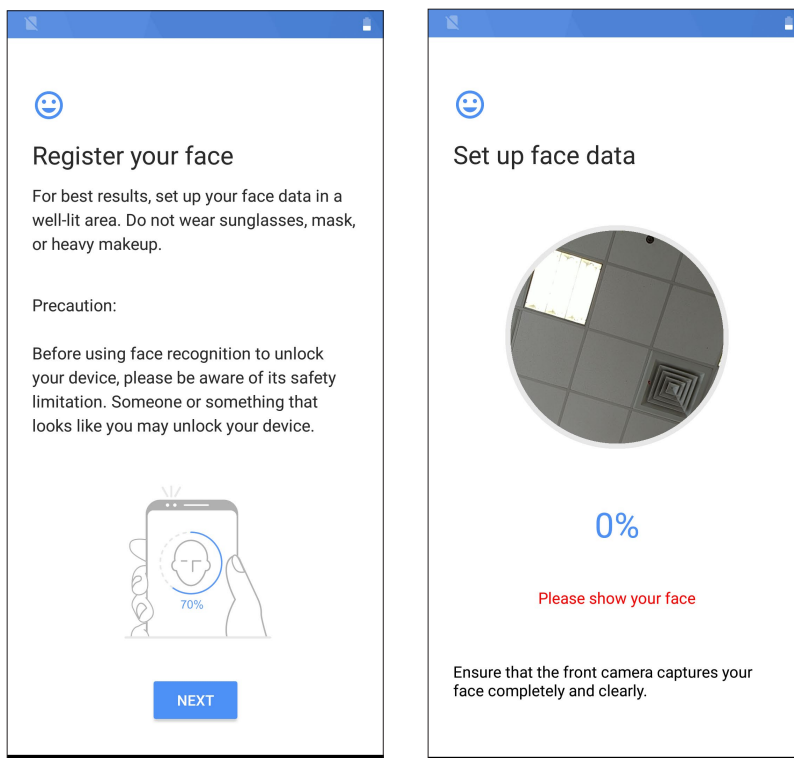 Register your face
For best results, set up your face data in a
well-lit area. Do not wear sunglasses, mask,
or heavy makeup.
Precaution:
Before using face recognition to unlock
your device, please be aware of its safety
limitation. Someone or something that
looks like you may unlock your device.
70%
NEXT
Set up face data
0%
Please show your face
Ensure that the front camera captures your
face completely and clearly.